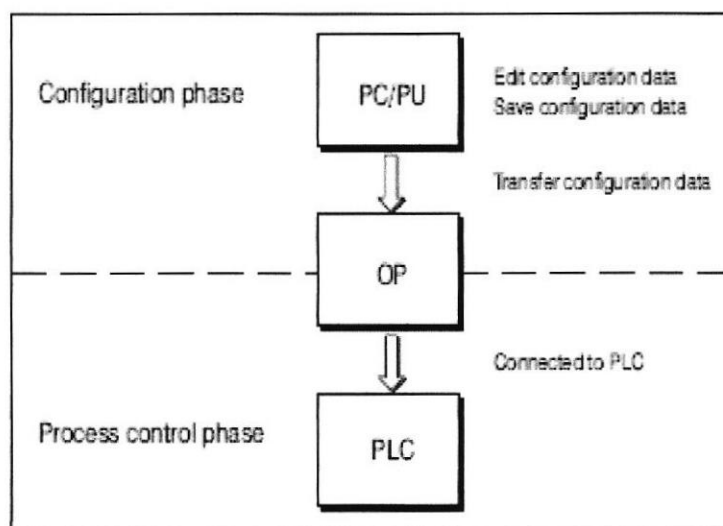 Configuration phase
PC/PU
Edit configuration data
Save configuration data
Transfer configuration data
OP
Connected to PLC
Process control phase
PLC